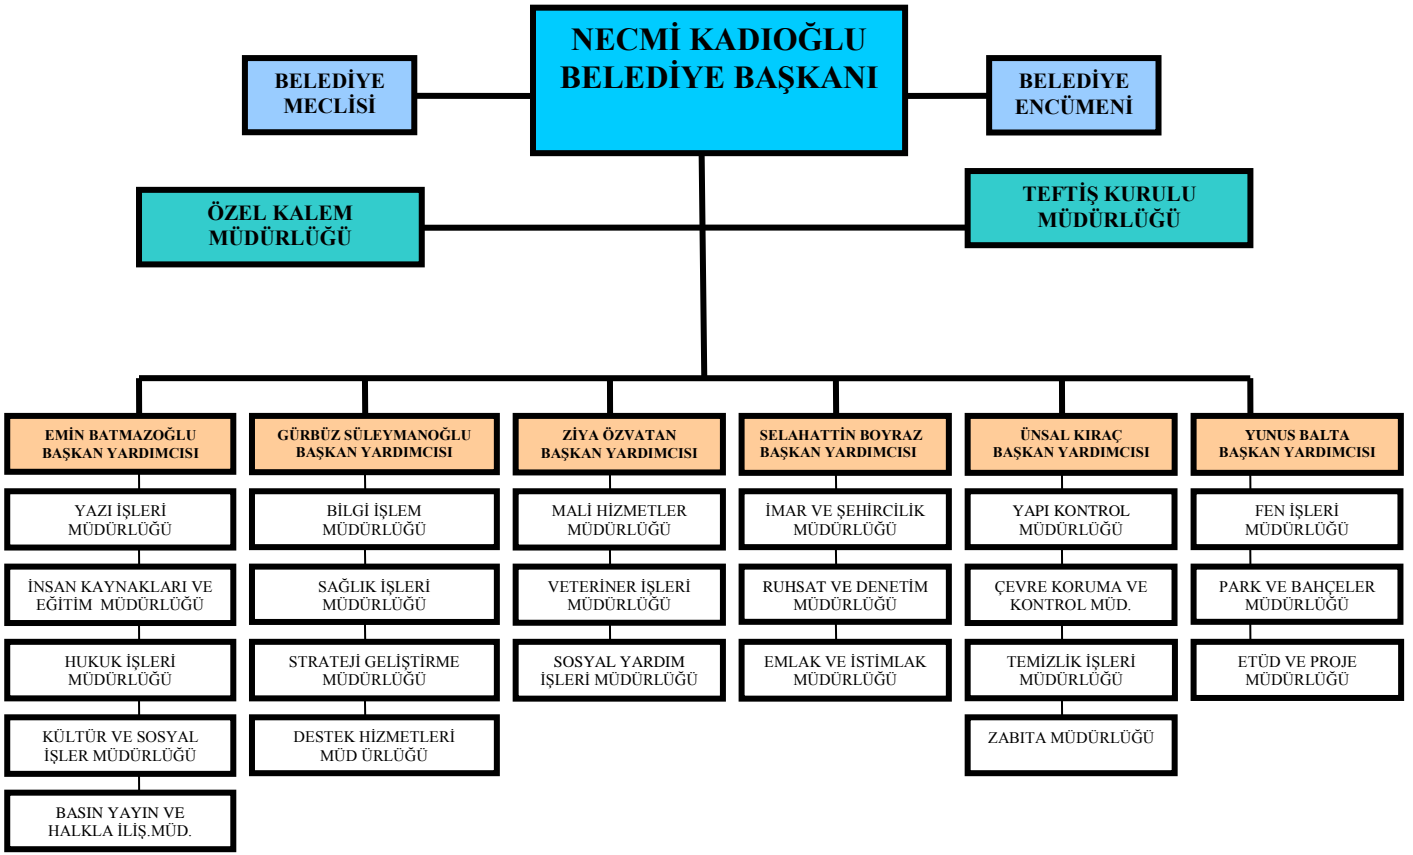 NECMİ KADIOĞLU
BELEDİYE BAŞKANI
BELEDİYE
MECLİSİ
BELEDİYE
ENCÜMENİ
ÖZEL KALEM
MÜDÜRLÜĞÜ
TEFTİŞ KURULU
MÜDÜRLÜĞÜ
EMİN BATMAZOĞLU
BAŞKAN YARDIMCISI
YAZI İŞLERİ
MÜDÜRLÜĞÜ
İNSAN KAYNAKLARI VE
EĞİTİM MÜDÜRLÜĞÜ
HUKUK İŞLERİ
MÜDÜRLÜĞÜ
KÜLTÜR VE SOSYAL
İŞLER MÜDÜRLÜĞÜ
BASIN YAYIN VE
HALKLA İLİŞ.MÜD.
GÜRBÜZ SÜLEYMANOĞLU
BAŞKAN YARDIMCISI
BİLGİ İŞLEM
MÜDÜRLÜĞÜ
SAĞLIK İŞLERİ
MÜDÜRLÜĞÜ
STRATEJİ GELİŞTİRME
MÜDÜRLÜĞÜ
DESTEK HİZMETLERİ
MÜD ÜRLÜĞÜ
ZİYA ÖZVATAN
BAŞKAN YARDIMCISI
MALİ HİZMETLER
MÜDÜRLÜĞÜ
VETERİNER İŞLERİ
MÜDÜRLÜĞÜ
SOSYAL YARDIM
İŞLERİ MÜDÜRLÜĞÜ
SELAHATTİN BOYRAZ
BAŞKAN YARDIMCISI
İMAR VE ŞEHİRCİLİK
MÜDÜRLÜĞÜ
RUHSAT VE DENETİM
MÜDÜRLÜĞÜ
EMLAK VE İSTİMLAK
MÜDÜRLÜĞÜ
ÜNSAL KIRAÇ
BAŞKAN YARDIMCISI
YAPI KONTROL
MÜDÜRLÜĞÜ
ÇEVRE KORUMA VE
KONTROL MÜD.
TEMİZLİK İŞLERİ
MÜDÜRLÜĞÜ
ZABITA MÜDÜRLÜĞÜ
YUNUS BALTA
BAŞKAN YARDIMCISI
FEN İŞLERİ
MÜDÜRLÜĞÜ
PARK VE BAHÇELER
MÜDÜRLÜĞÜ
ETÜD VE PROJE
MÜDÜRLÜĞÜ